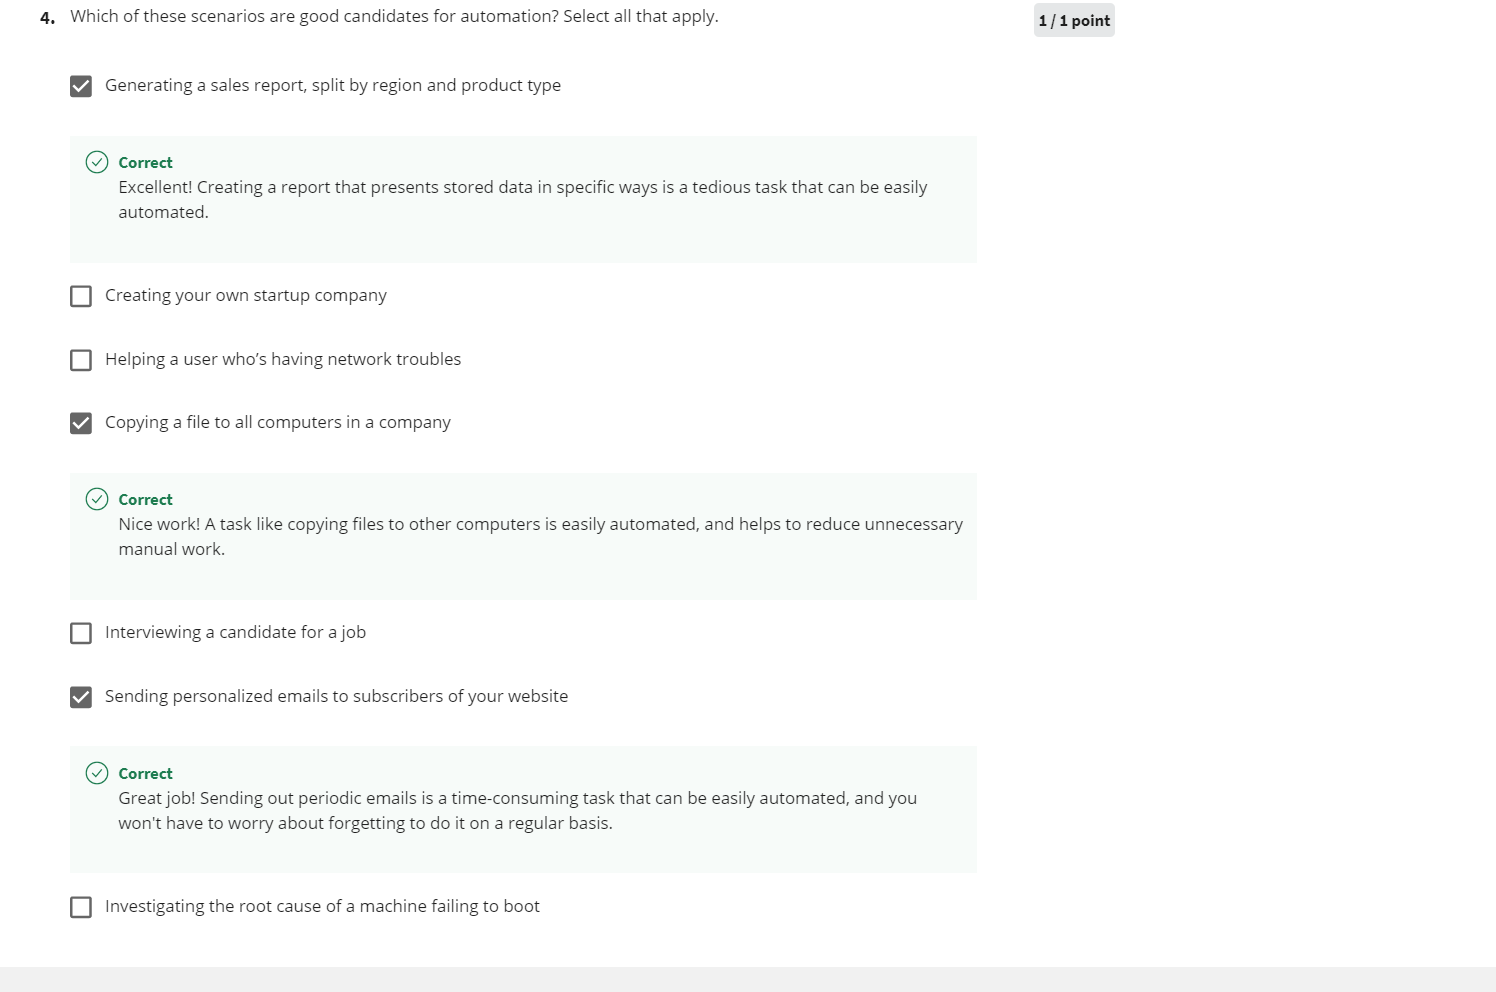 4. Which of these scenarios are good candidates for automation? Select all that apply.
1 / 1 point
Generating a sales report, split by region and product type
Correct
Excellent! Creating a report that presents stored data in specific ways is a tedious task that can be easily
automated.
Creating your own startup company
Helping a user who’s having network troubles
Copying a file to all computers in a company
Correct
Nice work! A task like copying files to other computers is easily automated, and helps to reduce unnecessary
manual work.
Interviewing a candidate for a job
Sending personalized emails to subscribers of your website
Correct
Great job! Sending out periodic emails is a time-consuming task that can be easily automated, and you
won't have to worry about forgetting to do it on a regular basis.
Investigating the root cause of a machine failing to boot